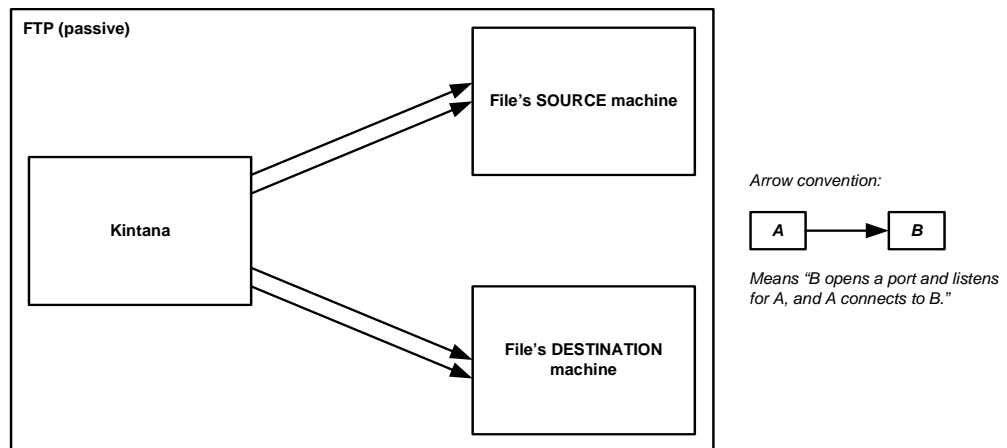 FTP (passive)
File's SOURCE machine
Kintana
File's DESTINATION
machine
Arrow convention:
A
B
Means “B opens a port and listens
for A, and A connects to B.”